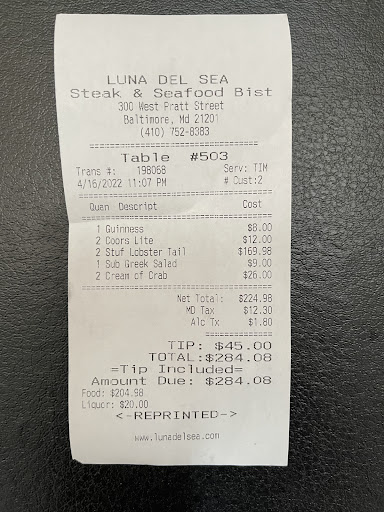 LUNA DEL SEA
Steak & Seafood Bist
300 West Pratt Street
Baltimore, Md 21201
(410) 752-8383
Table #503
Trans #: 198068 Serv: TIM
4/16/2022 11:07 PM # Cust:2
Quan Descript Cost
1 Guinness $8.00
2 Coors Lite $12.00
2 Stuf Lobster Tail $169.98
1 Sub Greek Salad $9.00
2 Cream of Crab $26.00
Net Total: $224.98
MD Tax $12.30
Alc Tx $1.80
TIP: $45.00
TOTAL:$284.08
=Tip Included=
Amount Due: $284.08
Food: $204.98
Liquor: $20.00
<-REPRINTED->
www.lunadelsea.com